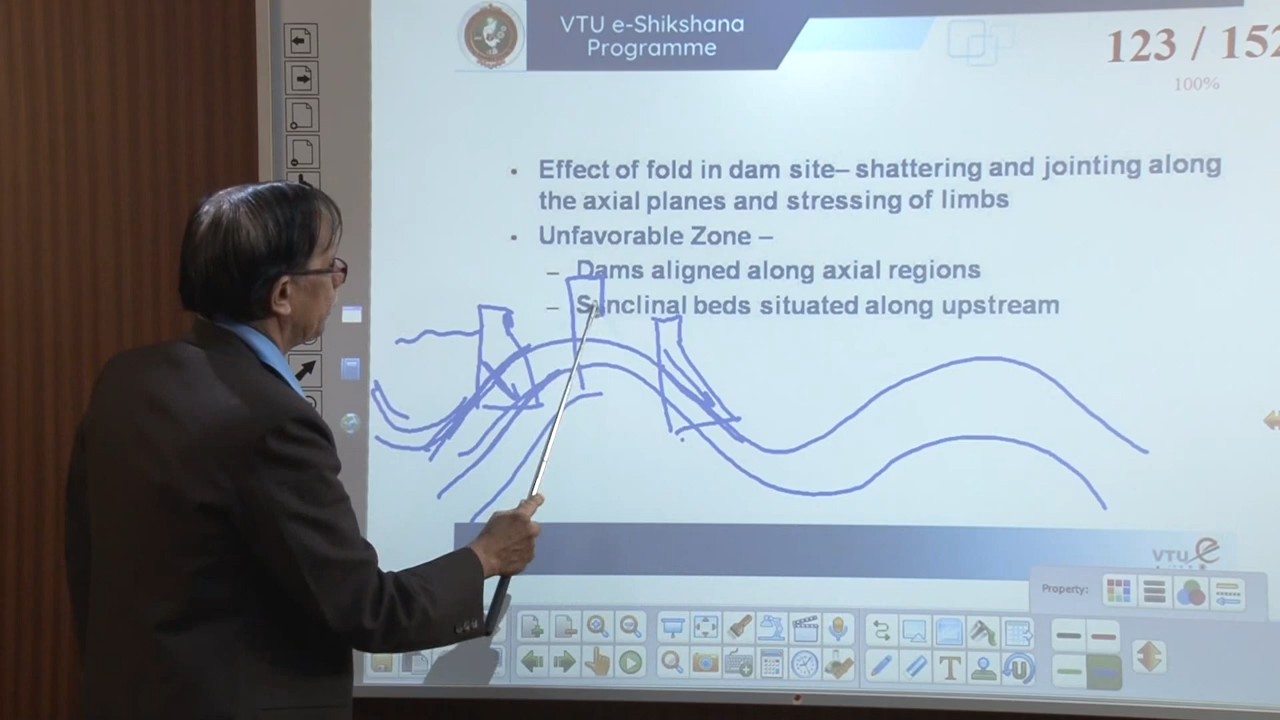 VTU e-Shikshana
Programme
123 / 152
100%
• Effect of fold in dam site– shattering and jointing along
the axial planes and stressing of limbs
• Unfavorable Zone –
– Dams aligned along axial regions
– Synclinal beds situated along upstream
VTU e
Property: